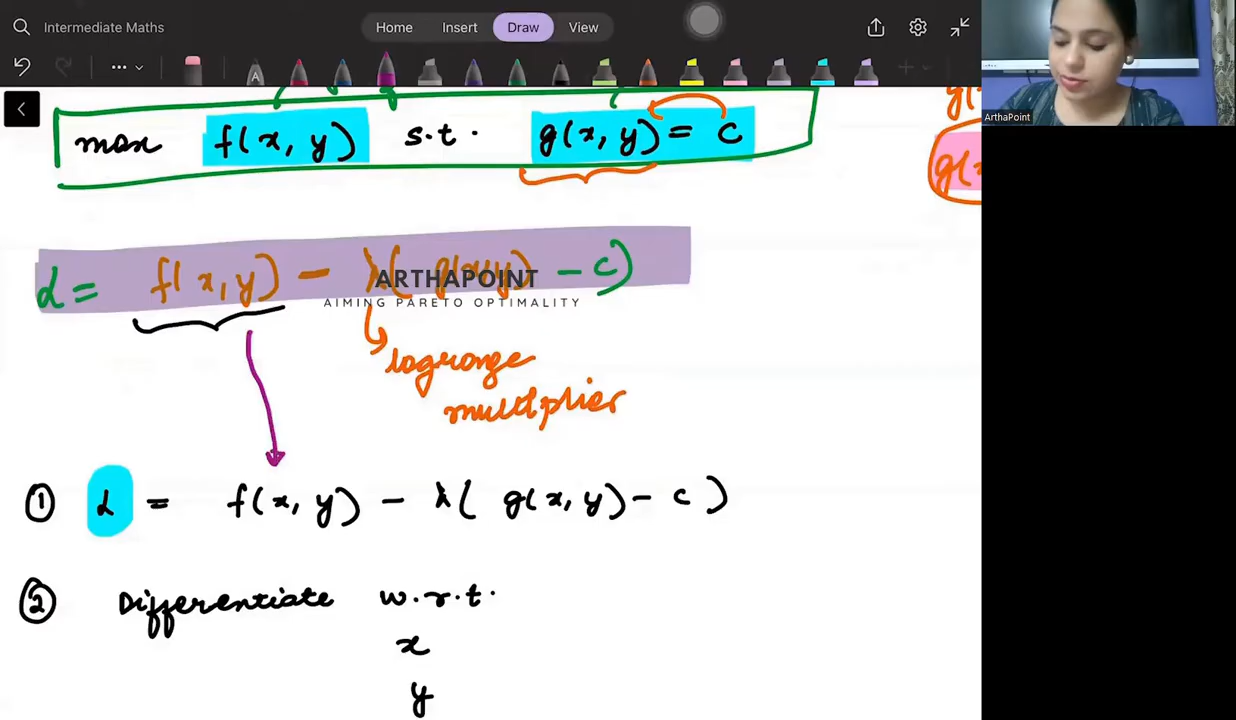 Intermediate Maths
Home Insert Draw View
ArthaPoint
max f(x, y) s.t. g(x, y) = c
L = f(x, y) - λ( g(x, y) - c)
ARTHAPOINT
AIMING PARETO OPTIMALITY
lagrange
multiplier
① L = f(x, y) - λ( g(x, y) - c )
② Differentiate w.r.t.
x
y